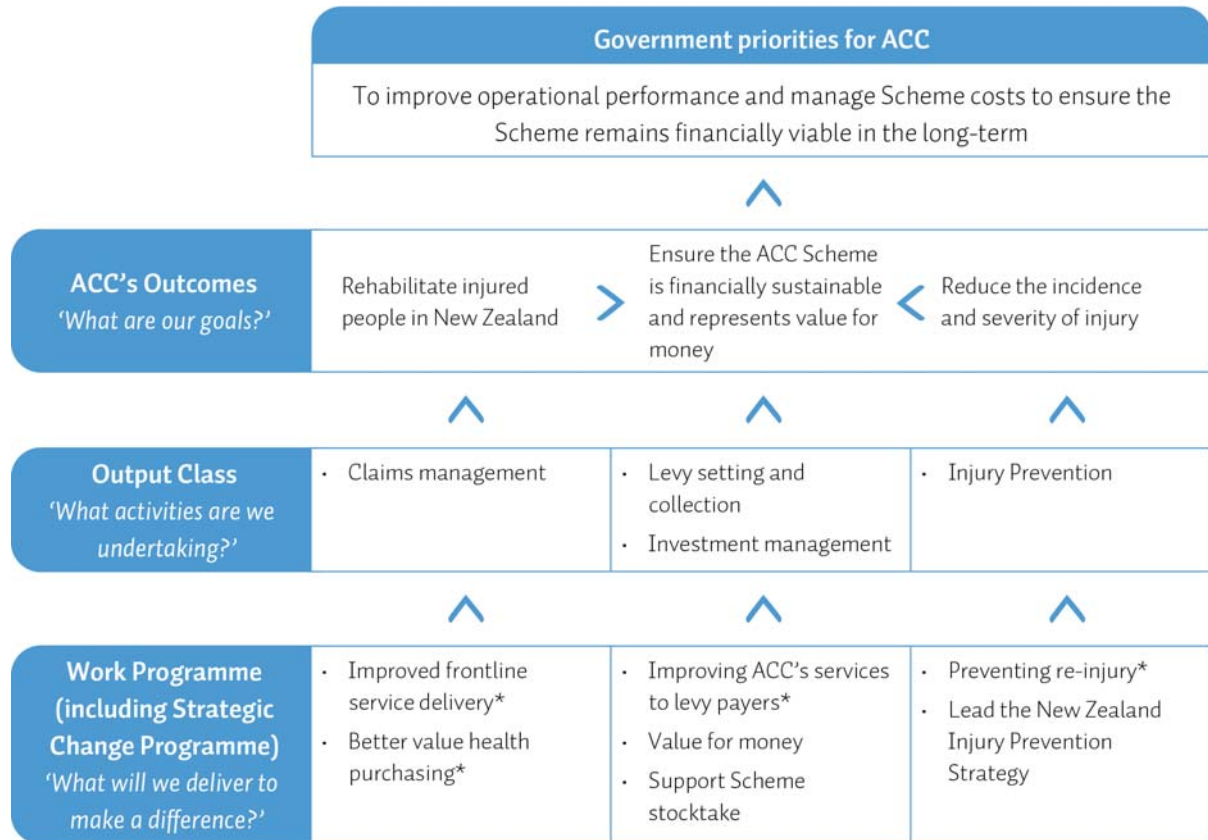 Government priorities for ACC
To improve operational performance and manage Scheme costs to ensure the
Scheme remains financially viable in the long-term
ACC's Outcomes
'What are our goals?'
Rehabilitate injured
people in New Zealand
Ensure the ACC Scheme
is financially sustainable
and represents value for
money
Reduce the incidence
and severity of injury
Output Class
'What activities are we
undertaking?'
· Claims management
· Levy setting and
collection
· Investment management
· Injury Prevention
Work Programme
(including Strategic
Change Programme)
'What will we deliver to
make a difference?'
· Improved frontline
service delivery*
· Better value health
purchasing*
· Improving ACC's services
to levy payers*
· Value for money
· Support Scheme
stocktake
· Preventing re-injury*
· Lead the New Zealand
Injury Prevention
Strategy